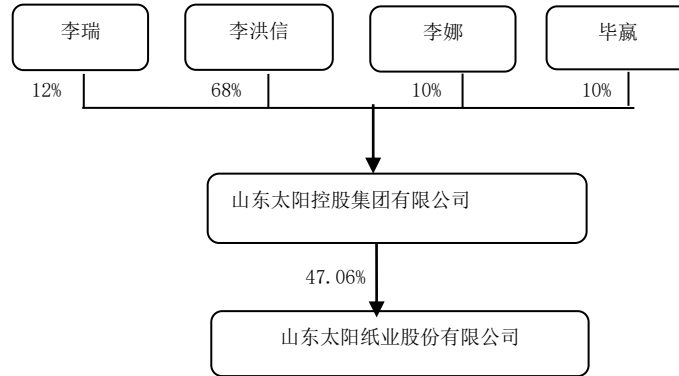 李瑞
李洪信
李娜
毕赢
12%
68%
10%
10%
山东太阳控股集团有限公司
47.06%
山东太阳纸业股份有限公司